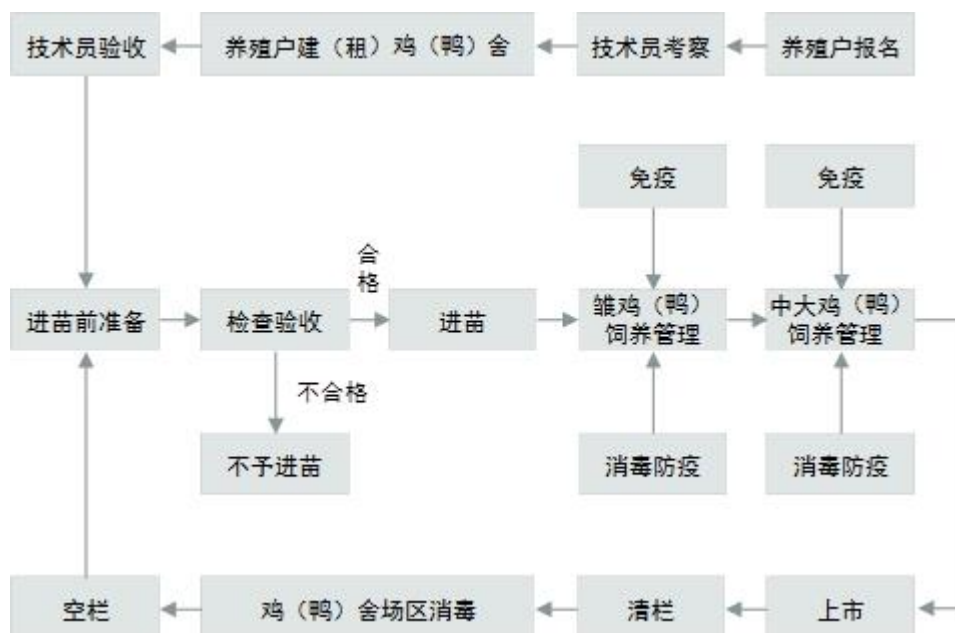 技术员验收
养殖户建（租）鸡（鸭）舍
技术员考察
养殖户报名
免疫
免疫
合
格
进苗前准备
检查验收
进苗
雏鸡（鸭）
饲养管理
中大鸡（鸭）
饲养管理
不合格
不予进苗
消毒防疫
消毒防疫
空栏
鸡（鸭）舍场区消毒
清栏
上市